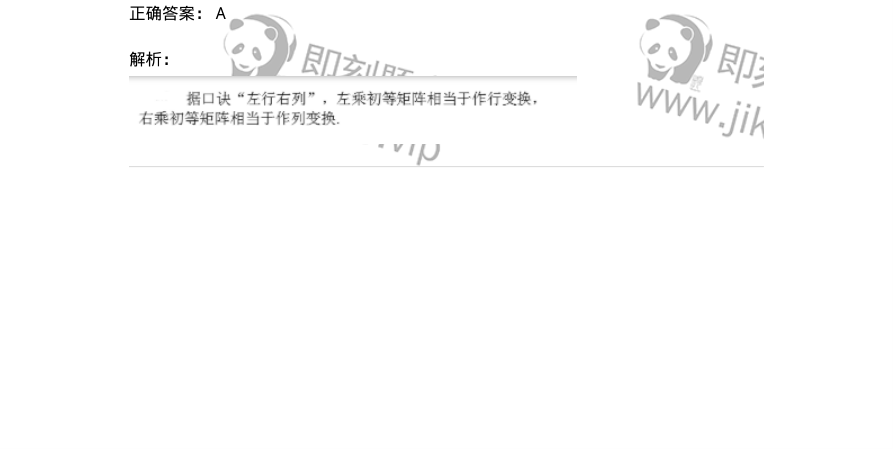 正确答案： A
解析：
据口诀“左行右列”，左乘初等矩阵相当于作行变换，
右乘初等矩阵相当于作列变换.
即刻题
即刻
www.jik
.vip